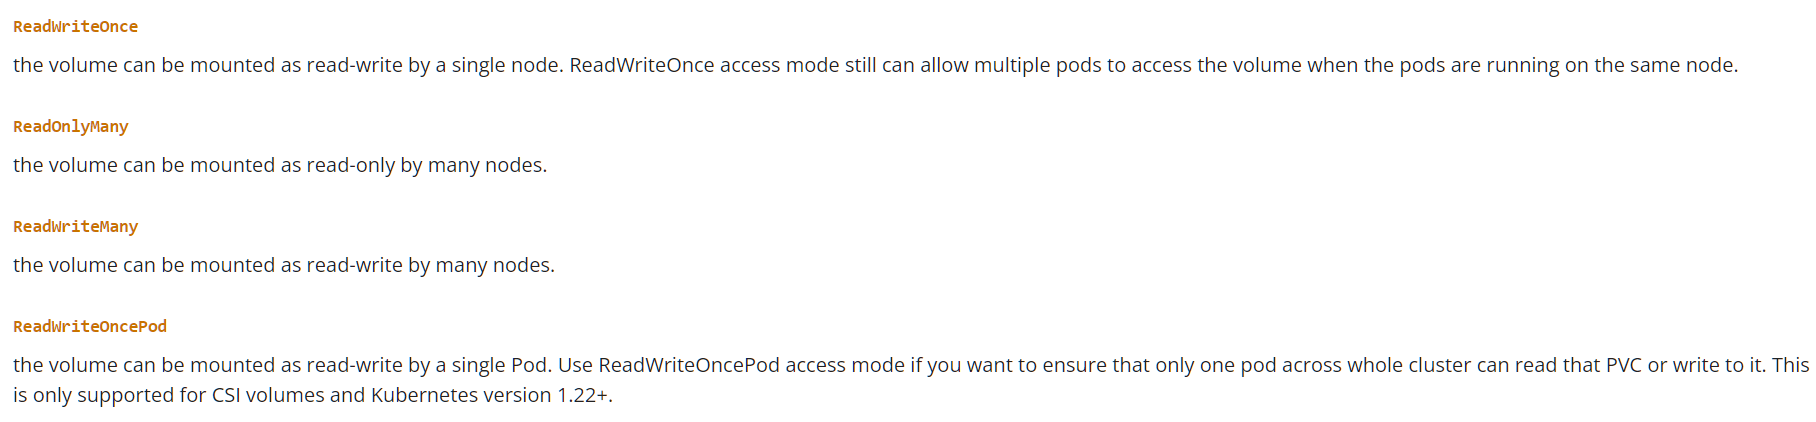 ReadWriteOnce
the volume can be mounted as read-write by a single node. ReadWriteOnce access mode still can allow multiple pods to access the volume when the pods are running on the same node.
ReadOnlyMany
the volume can be mounted as read-only by many nodes.
ReadWriteMany
the volume can be mounted as read-write by many nodes.
ReadWriteOncePod
the volume can be mounted as read-write by a single Pod. Use ReadWriteOncePod access mode if you want to ensure that only one pod across whole cluster can read that PVC or write to it. This
is only supported for CSI volumes and Kubernetes version 1.22+.